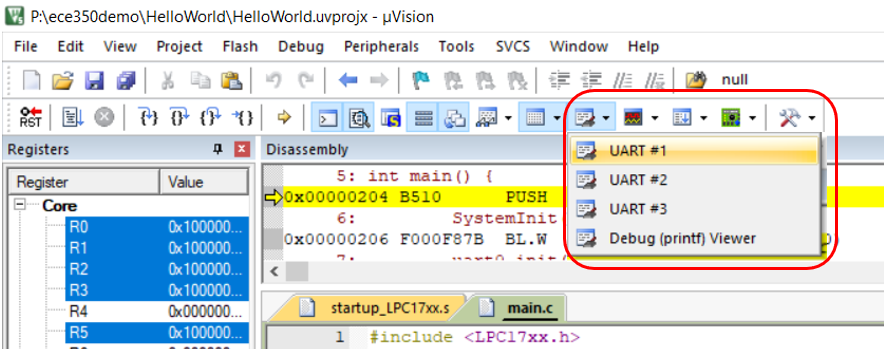 P:\ece350demo\HelloWorld\HelloWorld.uvprojx - µVision
File Edit View Project Flash Debug Peripherals Tools SVCS Window Help
null
RST
Registers
Register Value
Core
R0 0x100000...
R1 0x100000...
R2 0x100000...
R3 0x100000...
R4 0x000000...
R5 0x100000...
Disassembly
5: int main() {
0x00000204 B510 PUSH
6: SystemInit(
0x00000206 F000F87B BL.W
UART #1
UART #2
UART #3
Debug (printf) Viewer
startup_LPC17xx.s main.c
1 #include <LPC17xx.h>